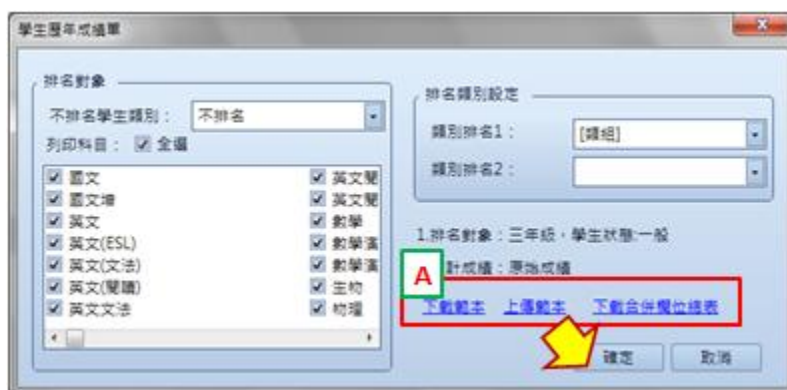 學生歷年成績單
排名對象
不排名學生類別： 不排名
列印科目： 全選
國文
國文增
英文
英文(ESL)
英文(文法)
英文(閱讀)
英文文法
英文閱
英文閱
數學
數學演
數學演
生物
物理
排名類別設定
類別排名1： [類組]
類別排名2：
1.排名對象：三年級，學生狀態:一般
A
計成績：原始成績
下載範本 上傳範本 下載合併欄位總表
確定 取消